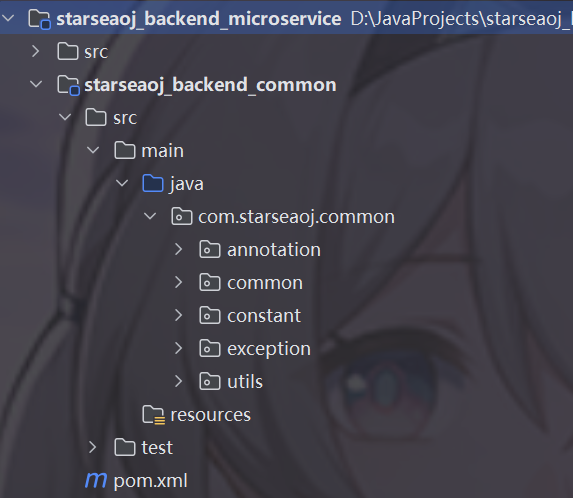 starseaoj_backend_microservice D:\JavaProjects\starseaoj_
src
starseaoj_backend_common
src
main
java
com.starseaoj.common
annotation
common
constant
exception
utils
resources
test
pom.xml